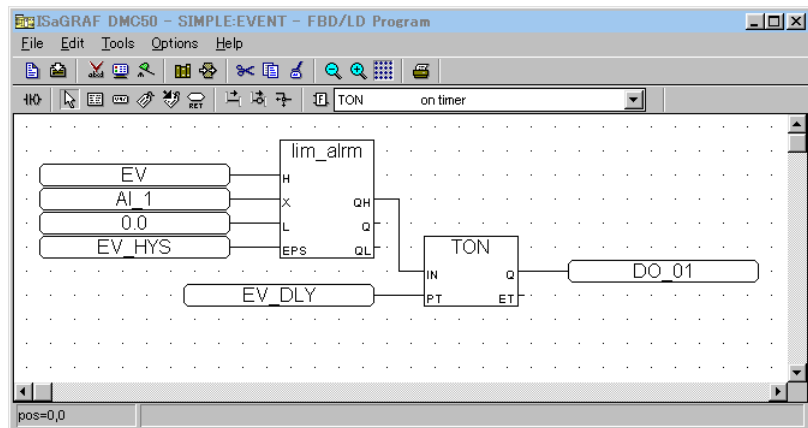 ISaGRAF DMC50 - SIMPLE:EVENT - FBD/LD Program
File Edit Tools Options Help
RET
F TON on timer
lim_alrm
EV H
AI_1 X QH
0.0 L Q
EV_HYS EPS QL
TON
IN Q DO_01
EV_DLY PT ET
pos=0,0